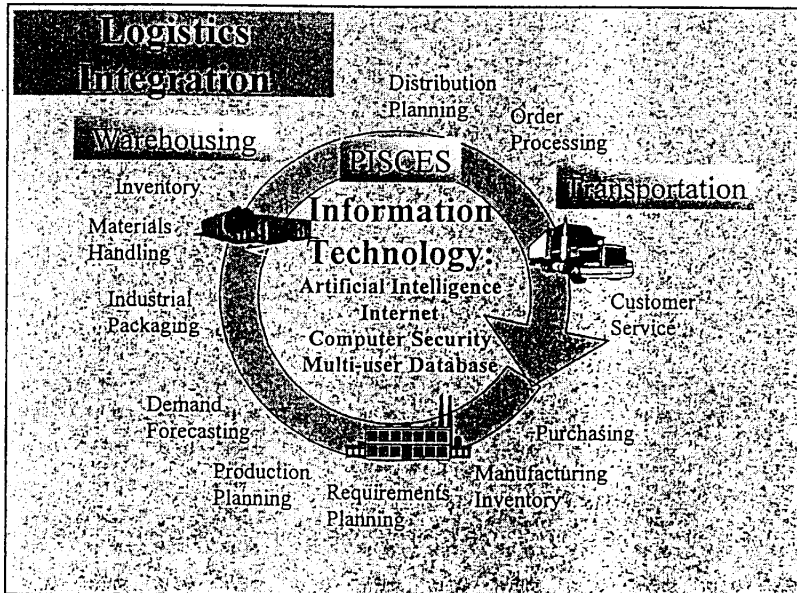 Logistics
Integration
Distribution
Planning
Order
Processing
Warehousing
PISCES
Transportation
Inventory
Materials
Handling
Information
Technology:
Artificial Intelligence
Internet
Computer Security
Multi-user Database
Industrial
Packaging
Customer
Service
Demand
Forecasting
Purchasing
Production
Planning
Requirements
Planning
Manufacturing
Inventory